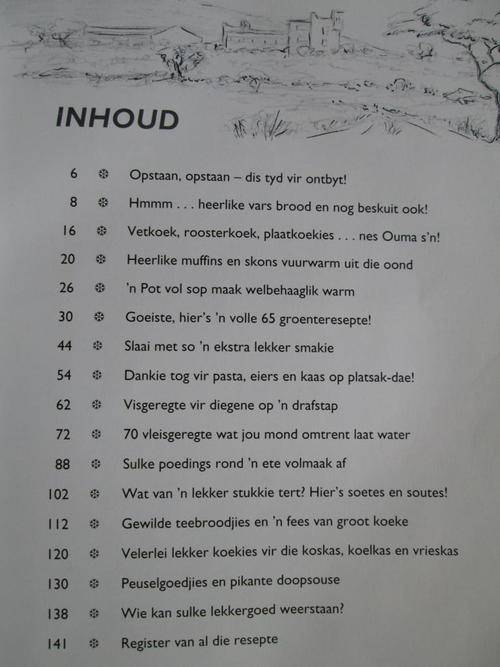 INHOUD
6 ❆ Opstaan, opstaan – dis tyd vir ontbyt!
8 ❆ Hmmm . . . heerlike vars brood en nog beskuit ook!
16 ❆ Vetkoek, roosterkoek, plaatkoekies . . . nes Ouma s'n!
20 ❆ Heerlike muffins en skons vuurwarm uit die oond
26 ❆ 'n Pot vol sop maak welbehaaglik warm
30 ❆ Goeiste, hier's 'n volle 65 groenteresepte!
44 ❆ Slaai met so 'n ekstra lekker smakie
54 ❆ Dankie tog vir pasta, eiers en kaas op platsak-dae!
62 ❆ Visgeregte vir diegene op 'n drafstap
72 ❆ 70 vleisgeregte wat jou mond omtrent laat water
88 ❆ Sulke poedings rond 'n ete volmaak af
102 ❆ Wat van 'n lekker stukkie tert? Hier's soetes en soutes!
112 ❆ Gewilde teebroodjies en 'n fees van groot koeke
120 ❆ Velerlei lekker koekies vir die koskas, koelkas en vrieskas
130 ❆ Peuselgoedjies en pikante doopsouse
138 ❆ Wie kan sulke lekkergoed weerstaan?
141 ❆ Register van al die resepte